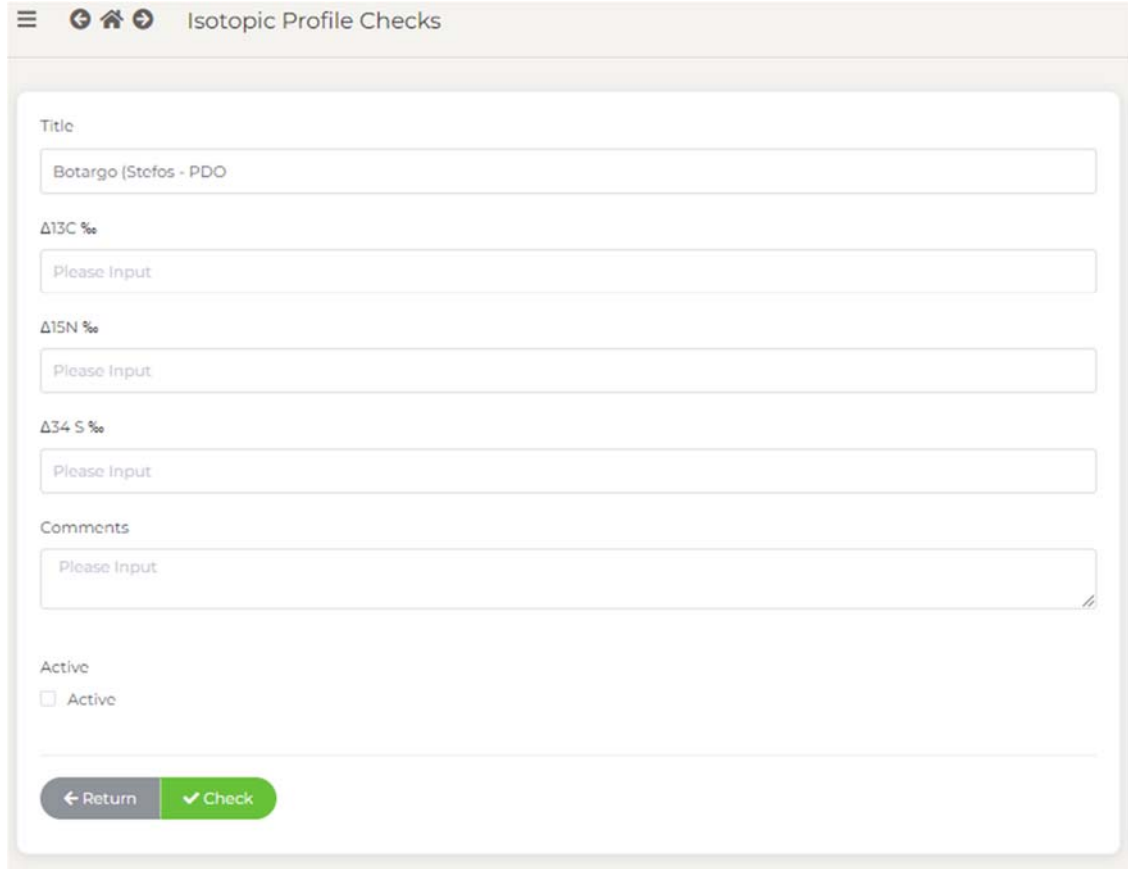 Isotopic Profile Checks
Title
Botargo (Stefos - PDO
Δ13C ‰
Please Input
Δ15N ‰
Please Input
Δ34 S ‰
Please Input
Comments
Please Input
Active
Active
Return Check